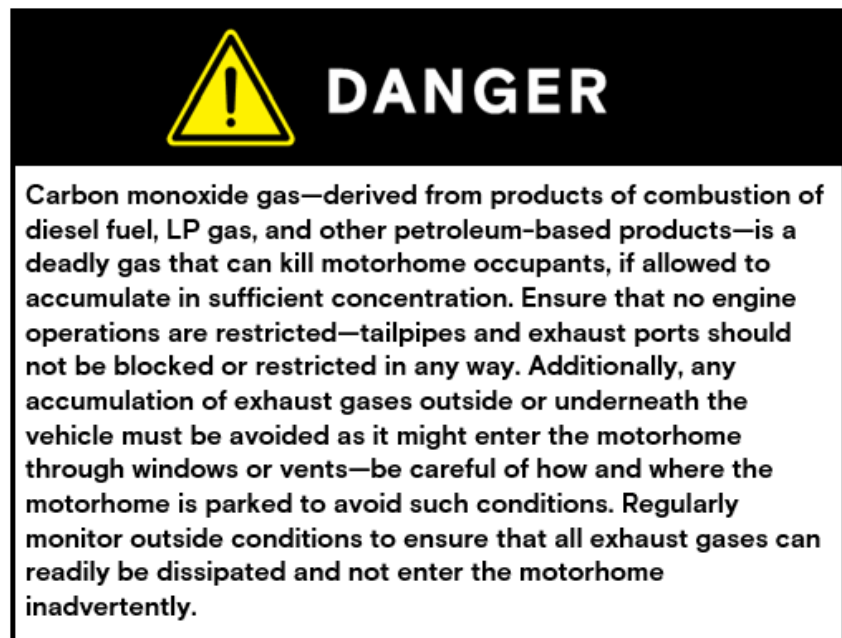 DANGER
Carbon monoxide gas—derived from products of combustion of
diesel fuel, LP gas, and other petroleum-based products—is a
deadly gas that can kill motorhome occupants, if allowed to
accumulate in sufficient concentration. Ensure that no engine
operations are restricted—tailpipes and exhaust ports should
not be blocked or restricted in any way. Additionally, any
accumulation of exhaust gases outside or underneath the
vehicle must be avoided as it might enter the motorhome
through windows or vents—be careful of how and where the
motorhome is parked to avoid such conditions. Regularly
monitor outside conditions to ensure that all exhaust gases can
readily be dissipated and not enter the motorhome
inadvertently.